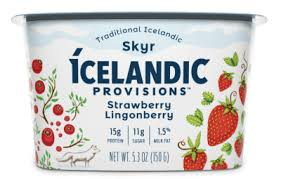 Traditional Icelandic
Skyr
ÍCELANDIC
PROVISIONS™
Strawberry
Lingonberry
15g 11g 1.5%
PROTEIN SUGAR MILK FAT
NET WT. 5.3 OZ (150 G)